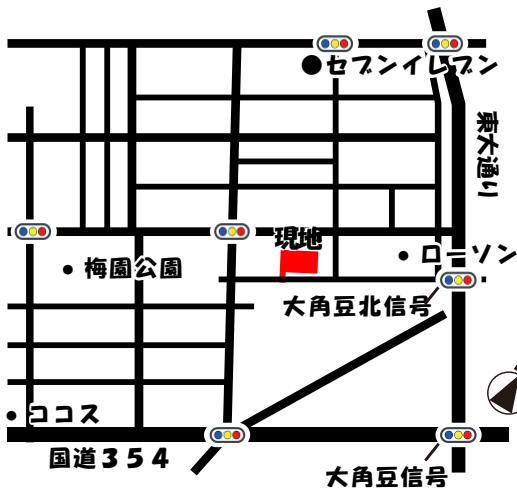 セブンイレブン
東大通り
現地
ローソン
梅園公園
大角豆北信号
ココス
国道354
大角豆信号